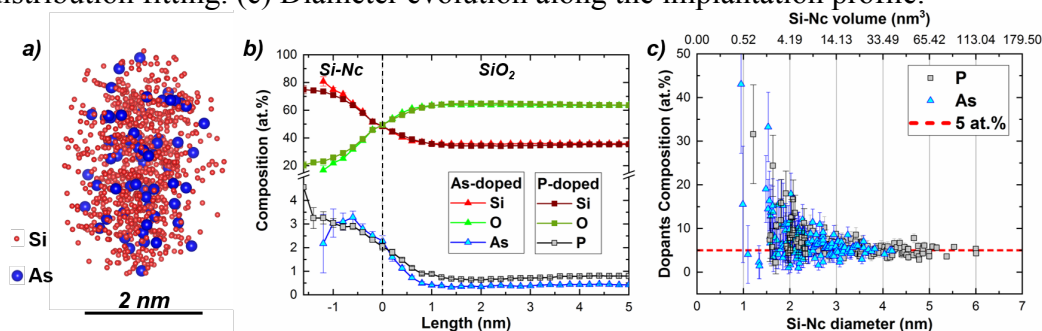 distribution fitting. (c) Diameter evolution along the implantation profile.
a)
Si
As
2 nm
b)
Si-Nc
SiO2
Composition (at.%)
100
80
60
40
20
4
3
2
1
0
As-doped
Si
O
As
P-doped
Si
O
P
-1 0 1 2 3 4 5
Length (nm)
c)
Si-Nc volume (nm³)
0.00 0.52 4.19 14.13 33.49 65.42 113.04 179.50
Dopants Composition (at.%)
50
40
30
20
10
0
P
As
5 at.%
0 1 2 3 4 5 6 7
Si-Nc diameter (nm)